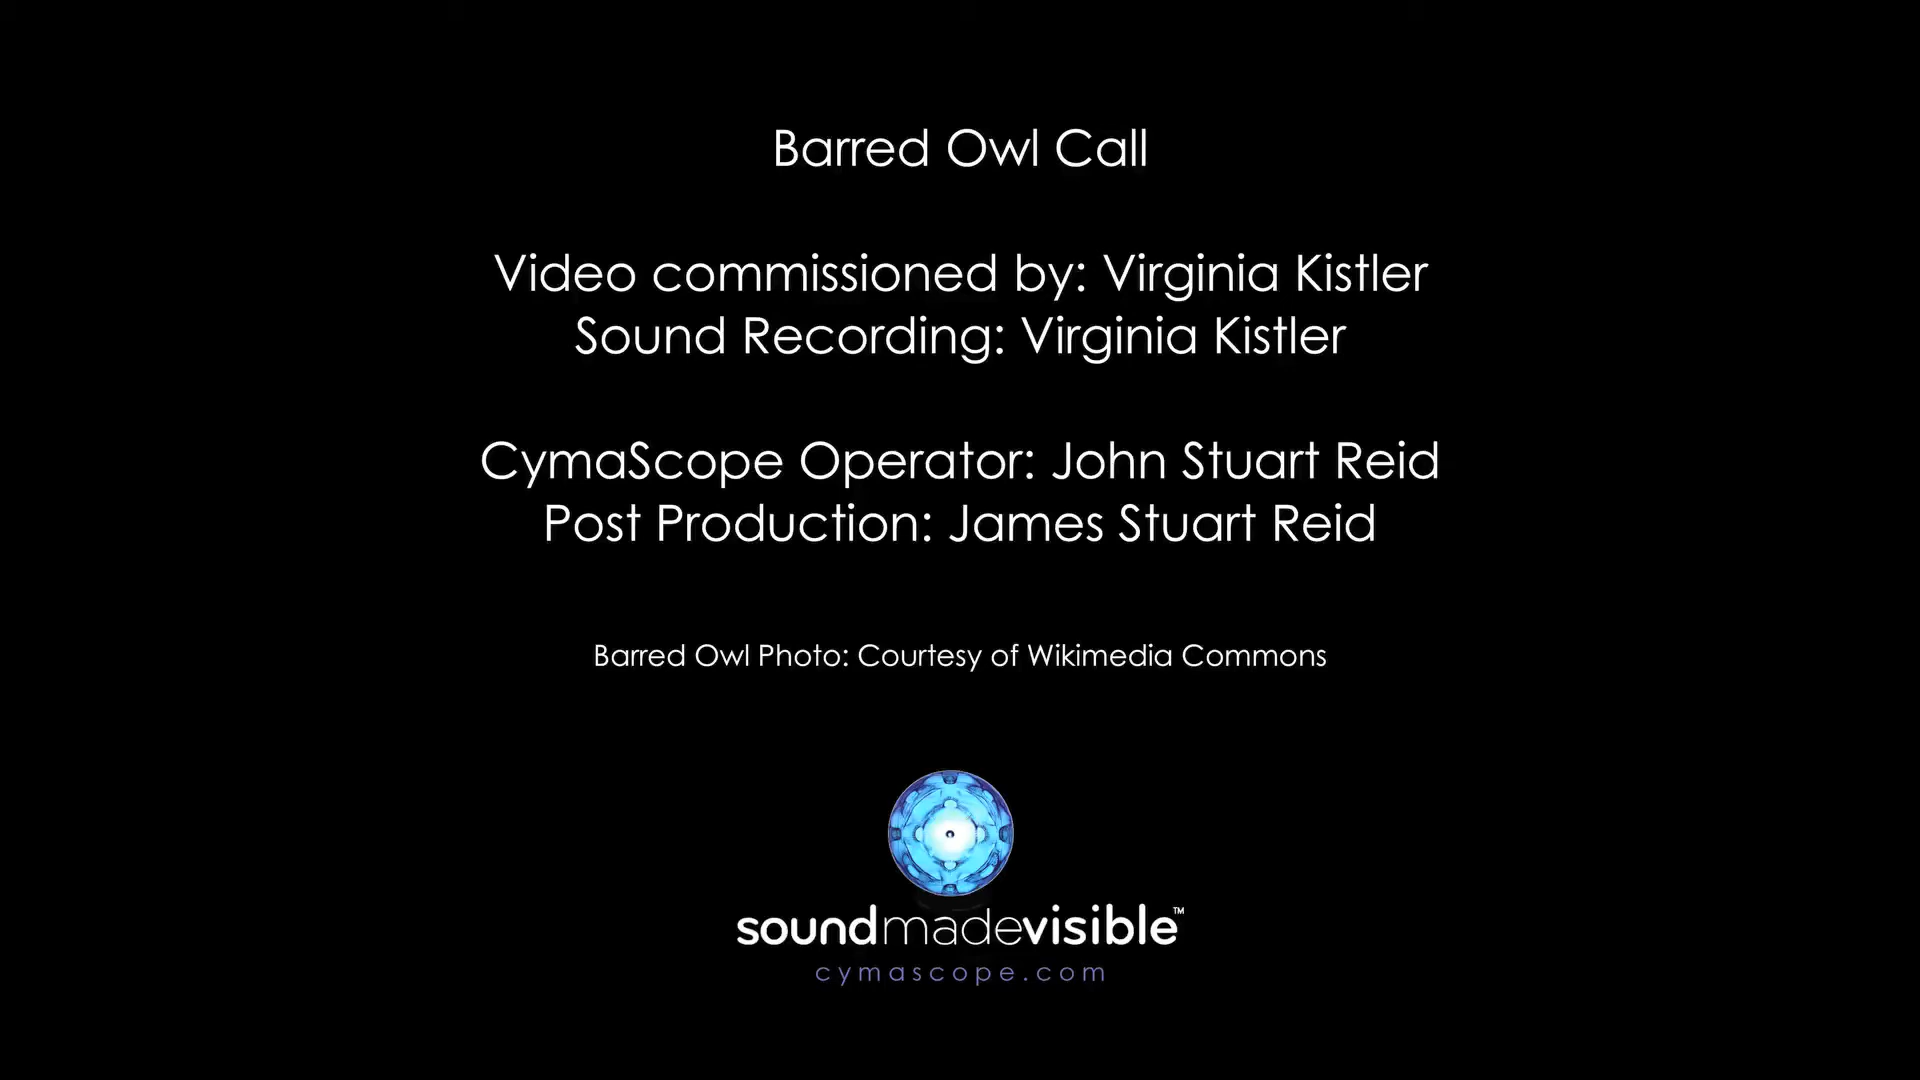 Barred Owl Call
Video commissioned by: Virginia Kistler
Sound Recording: Virginia Kistler
CymaScope Operator: John Stuart Reid
Post Production: James Stuart Reid
Barred Owl Photo: Courtesy of Wikimedia Commons
soundmadevisible™
cymascope.com